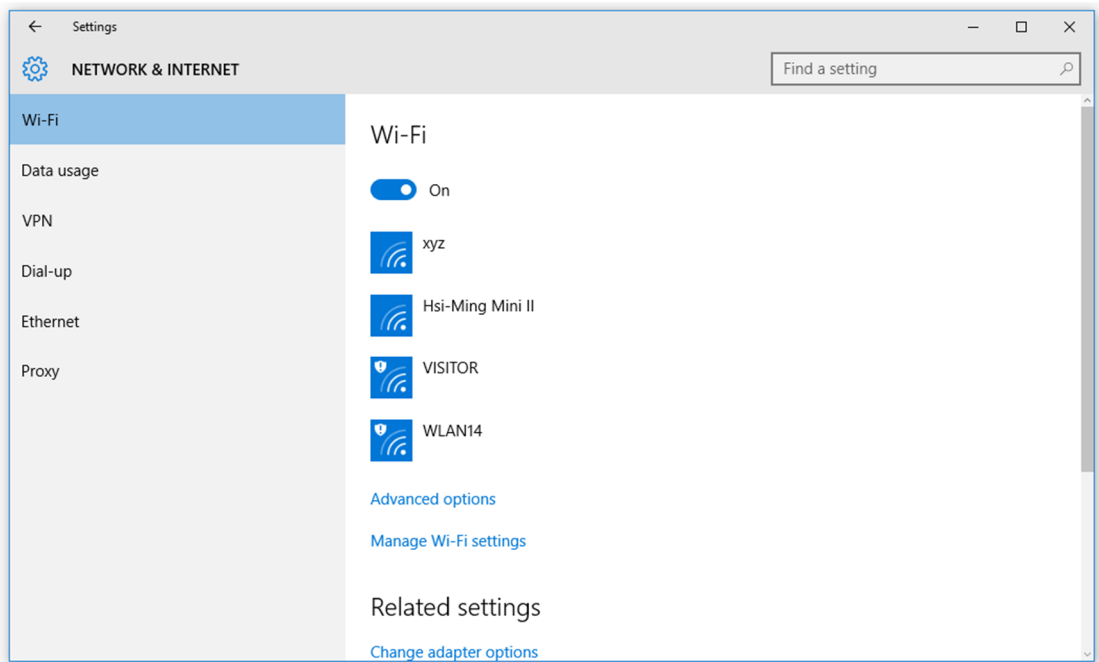 Settings
NETWORK & INTERNET
Find a setting
Wi-Fi
Data usage
VPN
Dial-up
Ethernet
Proxy
Wi-Fi
On
xyz
Hsi-Ming Mini II
VISITOR
WLAN14
Advanced options
Manage Wi-Fi settings
Related settings
Change adapter options